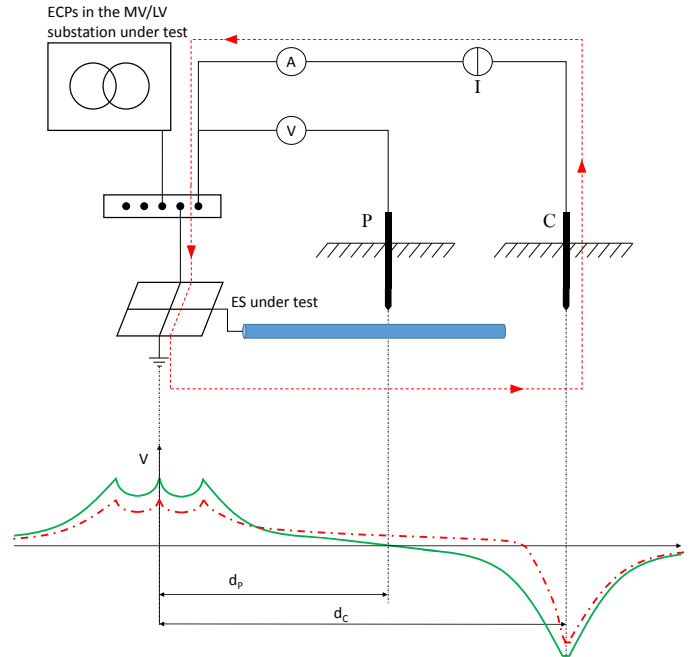 ECPs in the MV/LV
substation under test
A
I
V
P
C
ES under test
V
dP
dC